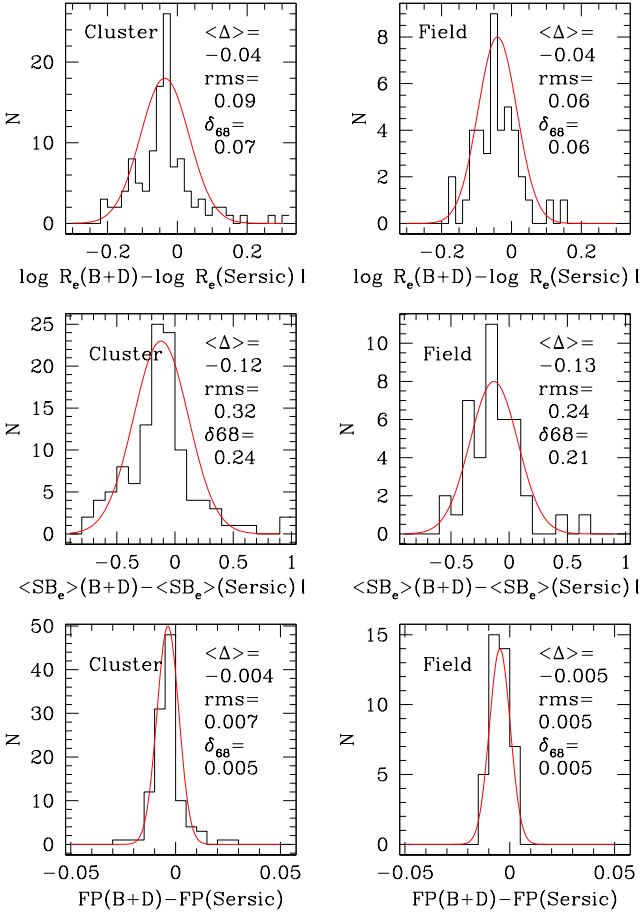 Cluster
<Δ>=
−0.04
rms=
0.09
δ68=
0.07
N
20
10
0
−0.2
0
0.2
log Re(B+D)−log Re(Sersic)
Field
<Δ>=
−0.04
rms=
0.06
δ68=
0.06
N
8
6
4
2
0
−0.2
0
0.2
log Re(B+D)−log Re(Sersic)
Cluster
<Δ>=
−0.12
rms=
0.32
δ68=
0.24
N
25
20
15
10
5
0
−0.5
0
0.5
1
<SBe>(B+D)−<SBe>(Sersic)
Field
<Δ>=
−0.13
rms=
0.24
δ68=
0.21
N
10
8
6
4
2
0
−0.5
0
0.5
1
<SBe>(B+D)−<SBe>(Sersic)
Cluster
<Δ>=
−0.004
rms=
0.007
δ68=
0.005
N
50
40
30
20
10
0
−0.05
0
0.05
FP(B+D)−FP(Sersic)
Field
<Δ>=
−0.005
rms=
0.005
δ68=
0.005
N
15
10
5
0
−0.05
0
0.05
FP(B+D)−FP(Sersic)